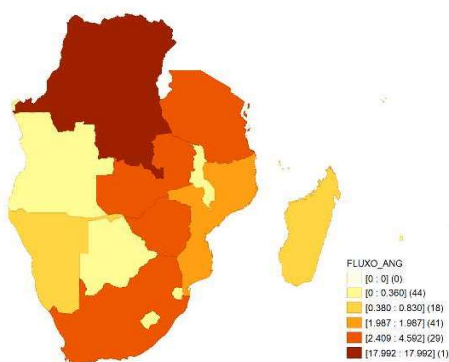 FLUXO_ANG
[0 : 0] (0)
[0 : 0.360] (44)
[0.380 : 0.830] (18)
[1.987 : 1.987] (41)
[2.409 : 4.592] (29)
[17.992 : 17.992] (1)